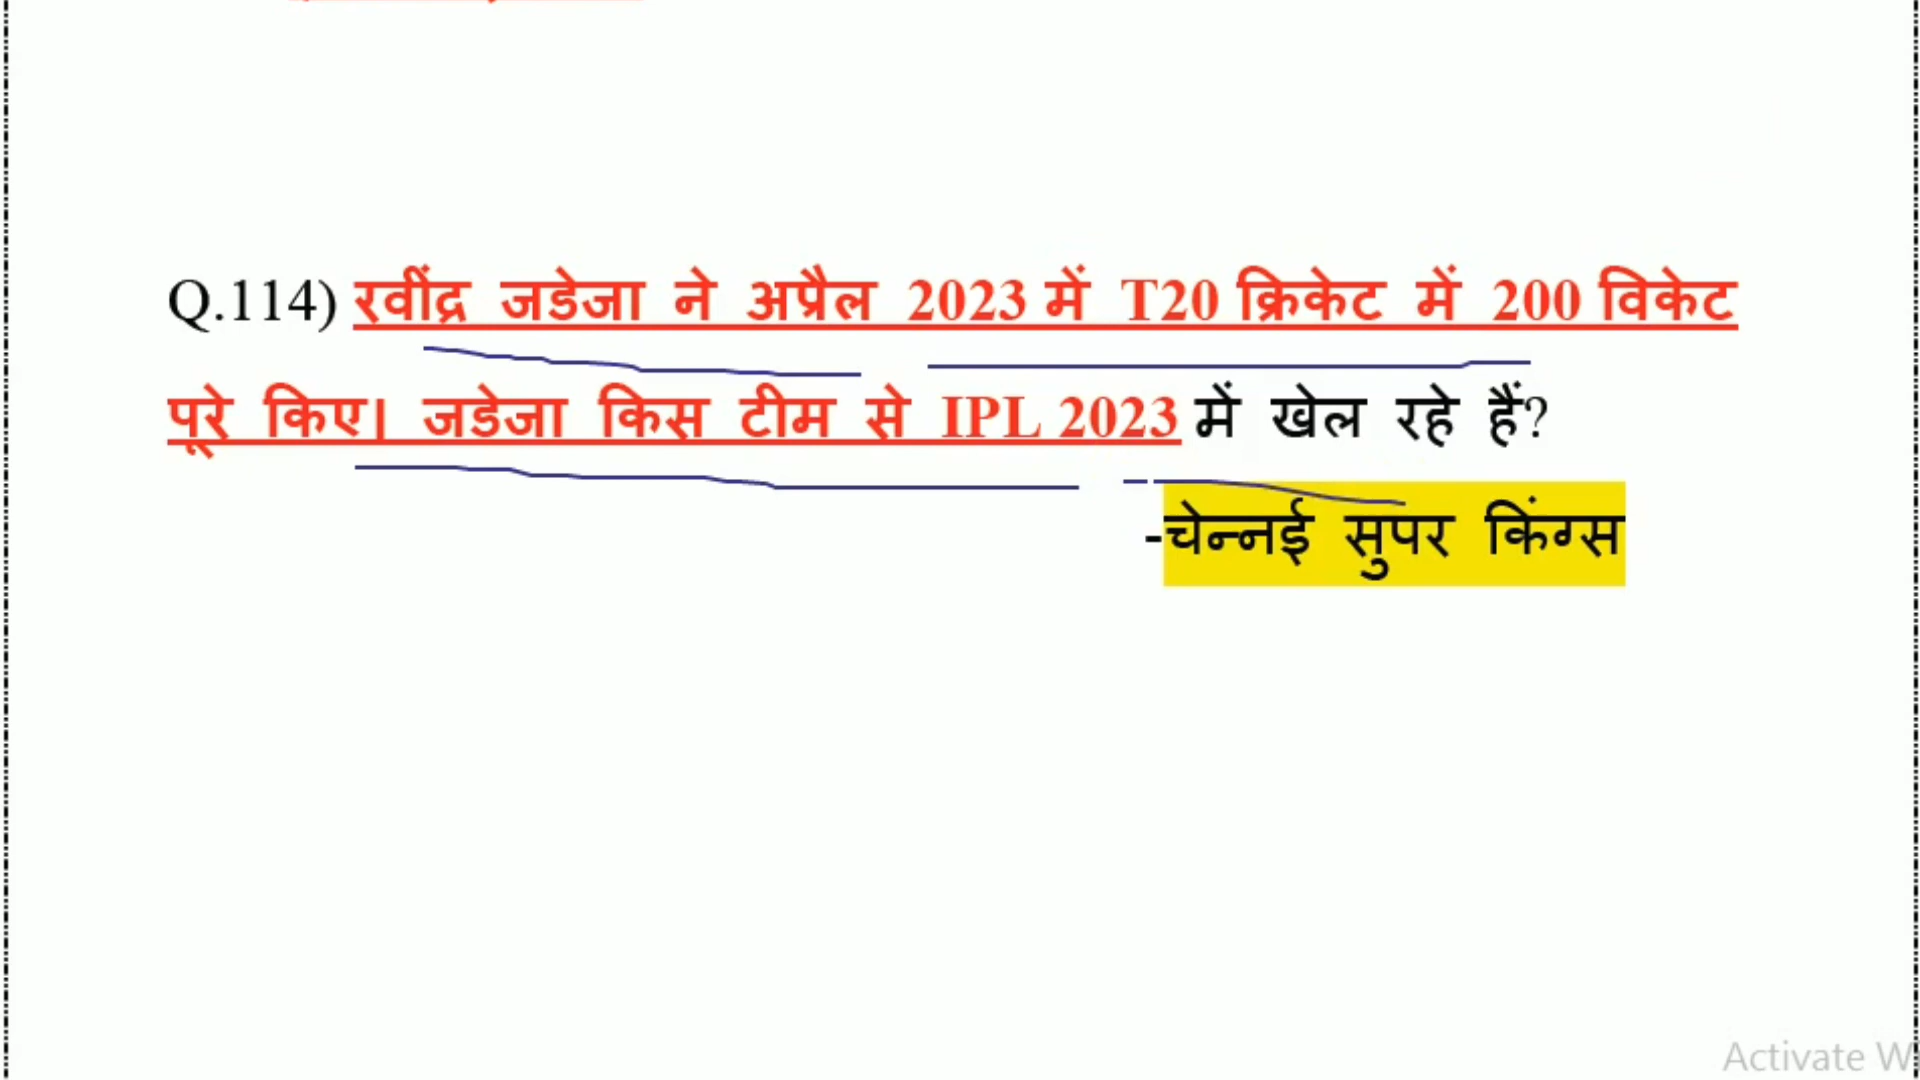 Q.114) रवींद्र जडेजा ने अप्रैल 2023 में T20 क्रिकेट में 200 विकेट
पूरे किए। जडेजा किस टीम से IPL 2023 में खेल रहे हैं?
-चेन्नई सुपर किंग्स
Activate W